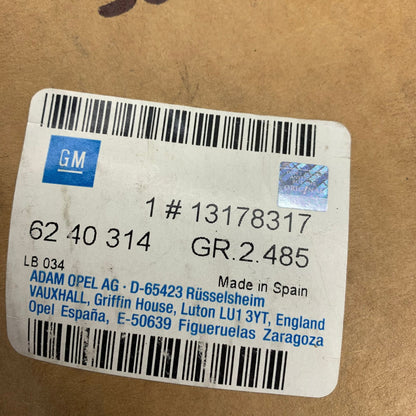 GM
1 # 13178317
62 40 314 GR.2.485
LB 034 Made in Spain
ADAM OPEL AG · D-65423 Rüsselsheim
VAUXHALL, Griffin House, Luton LU1 3YT, England
Opel España, E-50639 Figueruelas Zaragoza